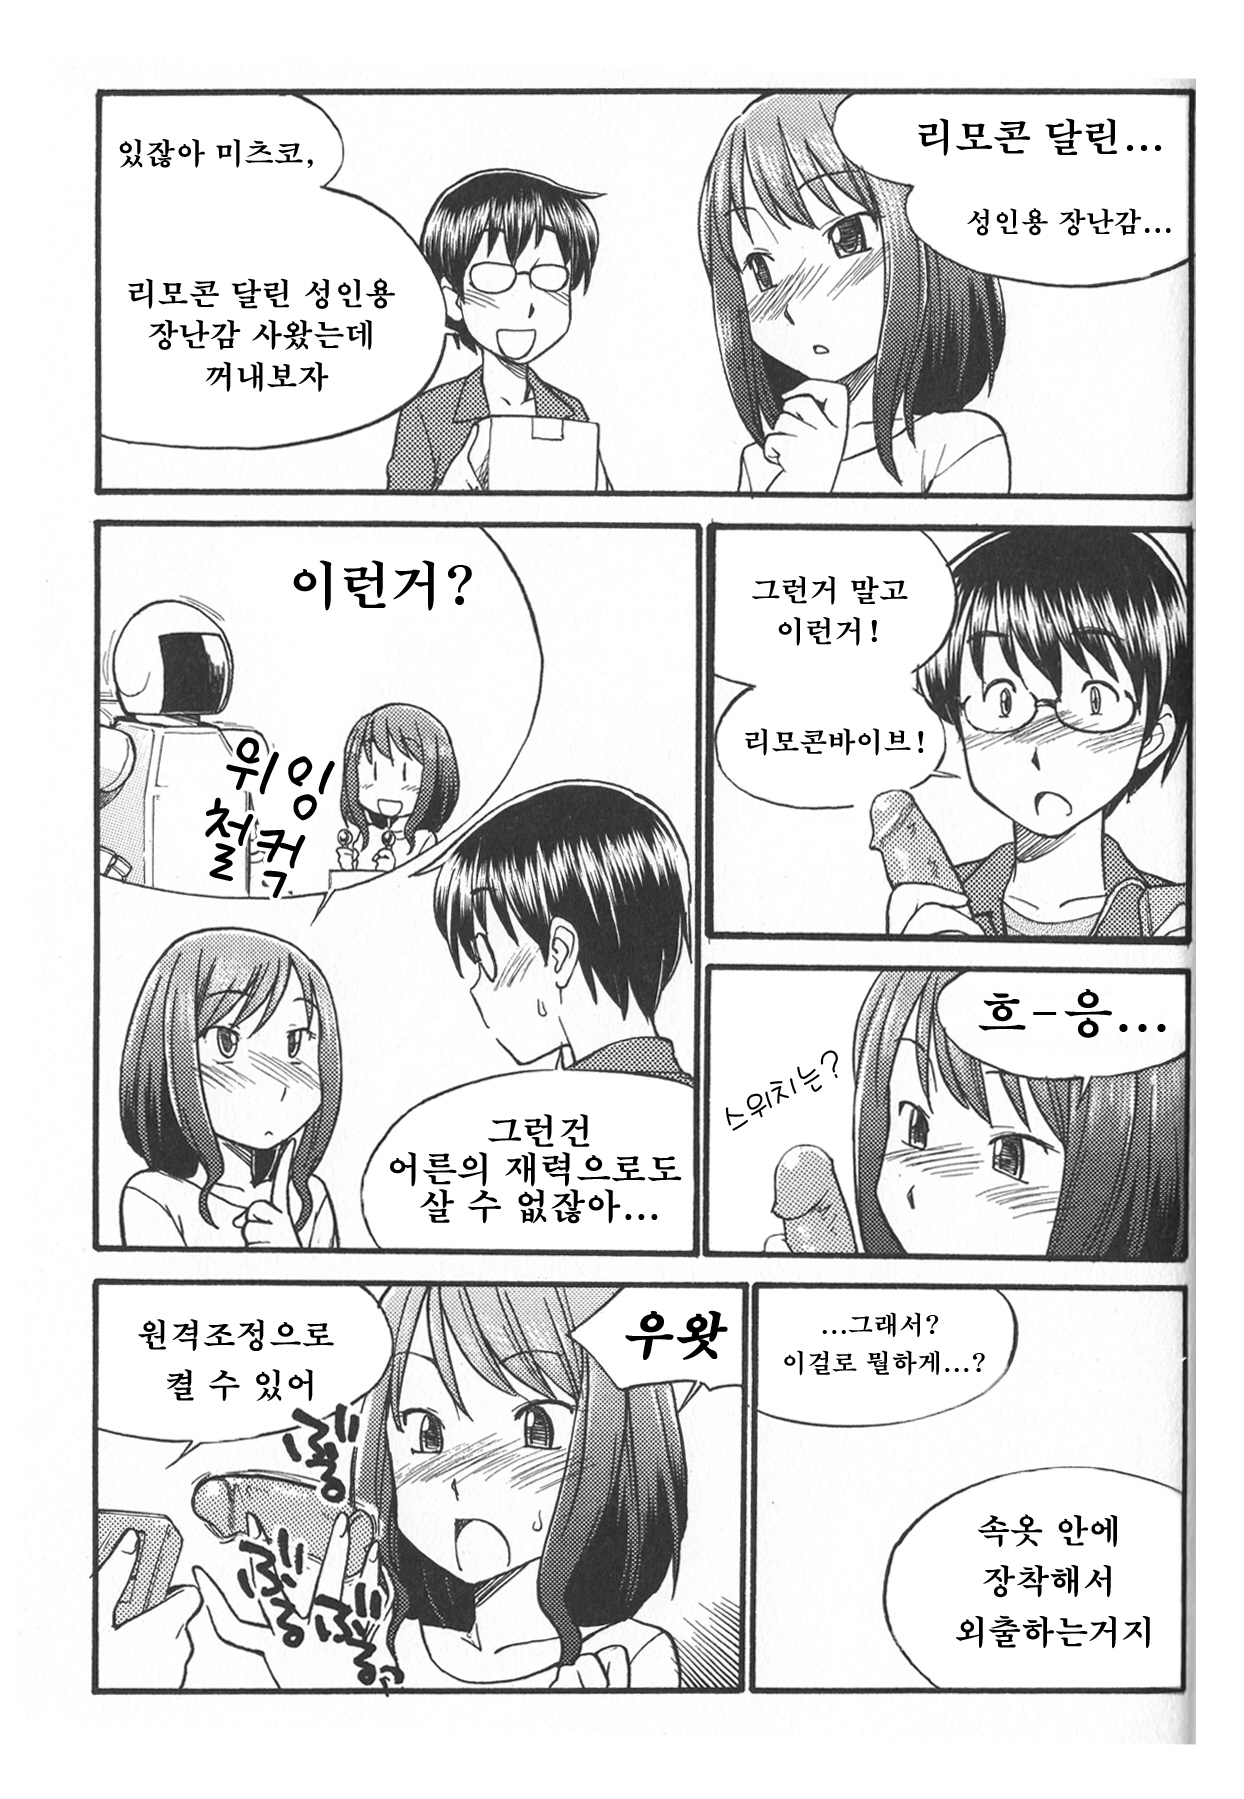 있잖아 미츠코,
리모콘 달린 성인용
장난감 사왔는데
꺼내보자
리모콘 달린...
성인용 장난감...
이런거?
위잉
철컥
그런건
어른의 재력으로도
살 수 없잖아...
그런거 말고
이런거!
리모콘바이브!
흐-응...
스위치는?
원격조정으로
켤 수 있어
우왓
부릉
부릉
부릉
...그래서?
이걸로 뭘하게...?
속옷 안에
장착해서
외출하는거지